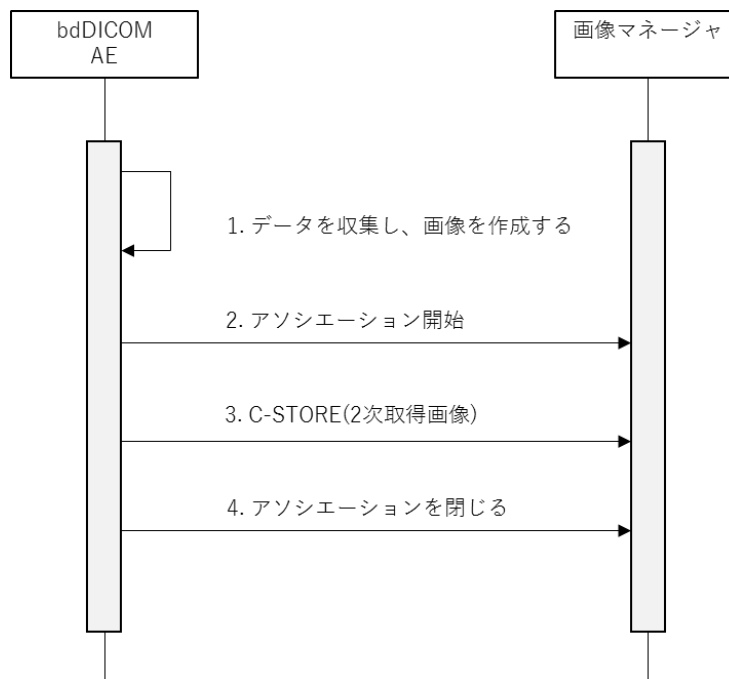 bdDICOM
AE
画像マネージャ
1. データを収集し、画像を作成する
2. アソシエーション開始
3. C-STORE(2次取得画像)
4. アソシエーションを閉じる